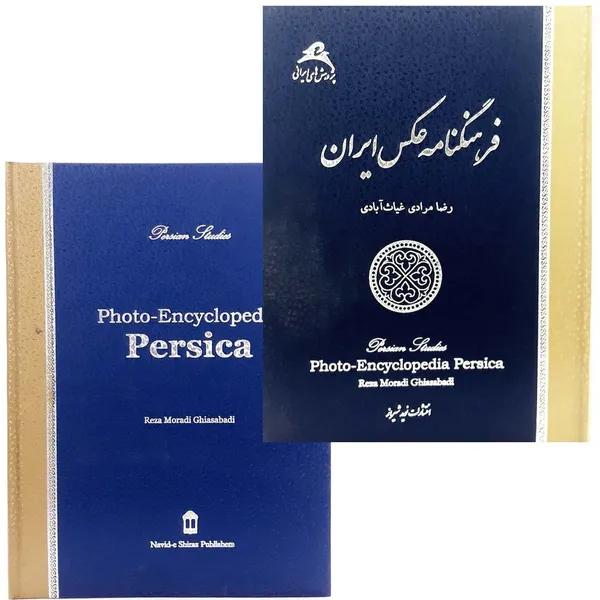 پژوهش‌های ایرانی
فرهنگنامه عکس ایران
رضا مرادی غیاث‌آبادی
Persian Studies
Photo-Encyclopedia Persica
Reza Moradi Ghiasabadi
انتشارات نوید شیراز
Persian Studies
Photo-Encycloped
Persica
Reza Moradi Ghiasabadi
Navid-e Shiraz Publishers